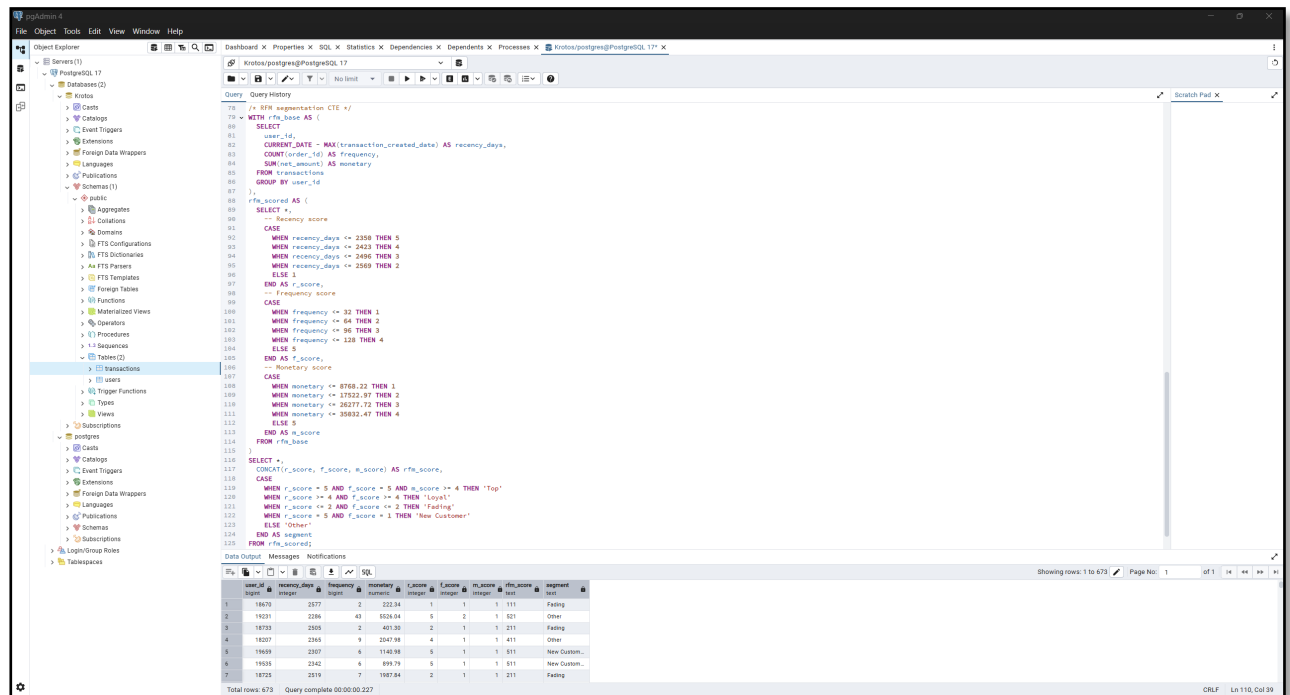 pgAdmin 4
File Object Tools Edit View Window Help
Object Explorer
Dashboard X Properties X SQL X Statistics X Dependencies X Dependents X Processes X Krotos/postgres@PostgreSQL 17* X
Servers (1)
PostgreSQL 17
Databases (2)
Krotos
Casts
Catalogs
Event Triggers
Extensions
Foreign Data Wrappers
Languages
Publications
Schemas (1)
public
Aggregates
Collations
Domains
FTS Configurations
FTS Dictionaries
Aa FTS Parsers
FTS Templates
Foreign Tables
Functions
Materialized Views
Operators
Procedures
1..3 Sequences
Tables (2)
transactions
users
Trigger Functions
Types
Views
Subscriptions
postgres
Casts
Catalogs
Event Triggers
Extensions
Foreign Data Wrappers
Languages
Publications
Schemas
Subscriptions
Login/Group Roles
Tablespaces
Krotos/postgres@PostgreSQL 17
No limit
Query Query History
Scratch Pad X
78 /* RFM segmentation CTE */
79 WITH rfm_base AS (
80 SELECT
81 user_id,
82 CURRENT_DATE - MAX(transaction_created_date) AS recency_days,
83 COUNT(order_id) AS frequency,
84 SUM(net_amount) AS monetary
85 FROM transactions
86 GROUP BY user_id
87 ),
88 rfm_scored AS (
89 SELECT *,
90 -- Recency score
91 CASE
92 WHEN recency_days <= 2350 THEN 5
93 WHEN recency_days <= 2423 THEN 4
94 WHEN recency_days <= 2496 THEN 3
95 WHEN recency_days <= 2569 THEN 2
96 ELSE 1
97 END AS r_score,
98 -- Frequency score
99 CASE
100 WHEN frequency <= 32 THEN 1
101 WHEN frequency <= 64 THEN 2
102 WHEN frequency <= 96 THEN 3
103 WHEN frequency <= 128 THEN 4
104 ELSE 5
105 END AS f_score,
106 -- Monetary score
107 CASE
108 WHEN monetary <= 8768.22 THEN 1
109 WHEN monetary <= 17522.97 THEN 2
110 WHEN monetary <= 26277.72 THEN 3
111 WHEN monetary <= 35032.47 THEN 4
112 ELSE 5
113 END AS m_score
114 FROM rfm_base
115 )
116 SELECT *,
117 CONCAT(r_score, f_score, m_score) AS rfm_score,
118 CASE
119 WHEN r_score = 5 AND f_score = 5 AND m_score >= 4 THEN 'Top'
120 WHEN r_score >= 4 AND f_score >= 4 THEN 'Loyal'
121 WHEN r_score <= 2 AND f_score <= 2 THEN 'Fading'
122 WHEN r_score = 5 AND f_score = 1 THEN 'New Customer'
123 ELSE 'Other'
124 END AS segment
125 FROM rfm_scored;
Data Output Messages Notifications
SQL
Showing rows: 1 to 673 Page No: 1 of 1
user_id recency_days frequency monetary r_score f_score m_score rfm_score segment
bigint integer bigint numeric integer integer integer text text
1 18670 2577 2 222.34 1 1 1 111 Fading
2 19231 2286 43 5526.04 5 2 1 521 Other
3 18733 2505 2 401.30 2 1 1 211 Fading
4 18207 2365 9 2047.98 4 1 1 411 Other
5 19659 2307 6 1140.98 5 1 1 511 New Custom...
6 19535 2342 6 899.79 5 1 1 511 New Custom...
7 18725 2519 7 1987.84 2 1 1 211 Fading
Total rows: 673 Query complete 00:00:00.227
CRLF Ln 110, Col 39